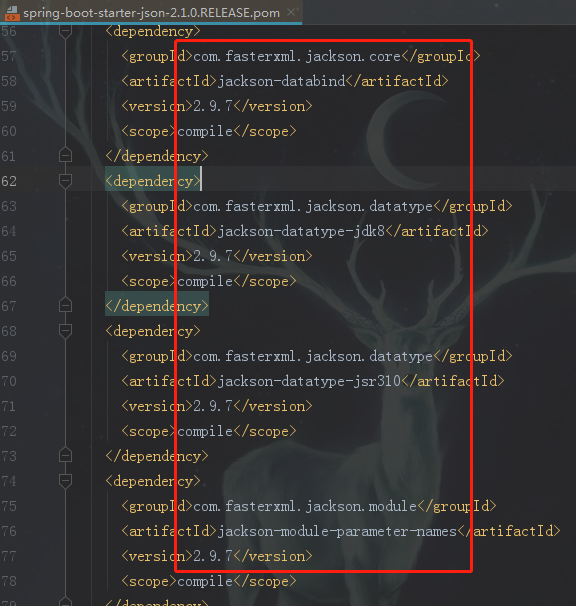 spring-boot-starter-json-2.1.0.RELEASE.pom
56 <dependency>
57 <groupId>com.fasterxml.jackson.core</groupId>
58 <artifactId>jackson-databind</artifactId>
59 <version>2.9.7</version>
60 <scope>compile</scope>
61 </dependency>
62 <dependency>
63 <groupId>com.fasterxml.jackson.datatype</groupId>
64 <artifactId>jackson-datatype-jdk8</artifactId>
65 <version>2.9.7</version>
66 <scope>compile</scope>
67 </dependency>
68 <dependency>
69 <groupId>com.fasterxml.jackson.datatype</groupId>
70 <artifactId>jackson-datatype-jsr310</artifactId>
71 <version>2.9.7</version>
72 <scope>compile</scope>
73 </dependency>
74 <dependency>
75 <groupId>com.fasterxml.jackson.module</groupId>
76 <artifactId>jackson-module-parameter-names</artifactId>
77 <version>2.9.7</version>
78 <scope>compile</scope>
79 </dependency>